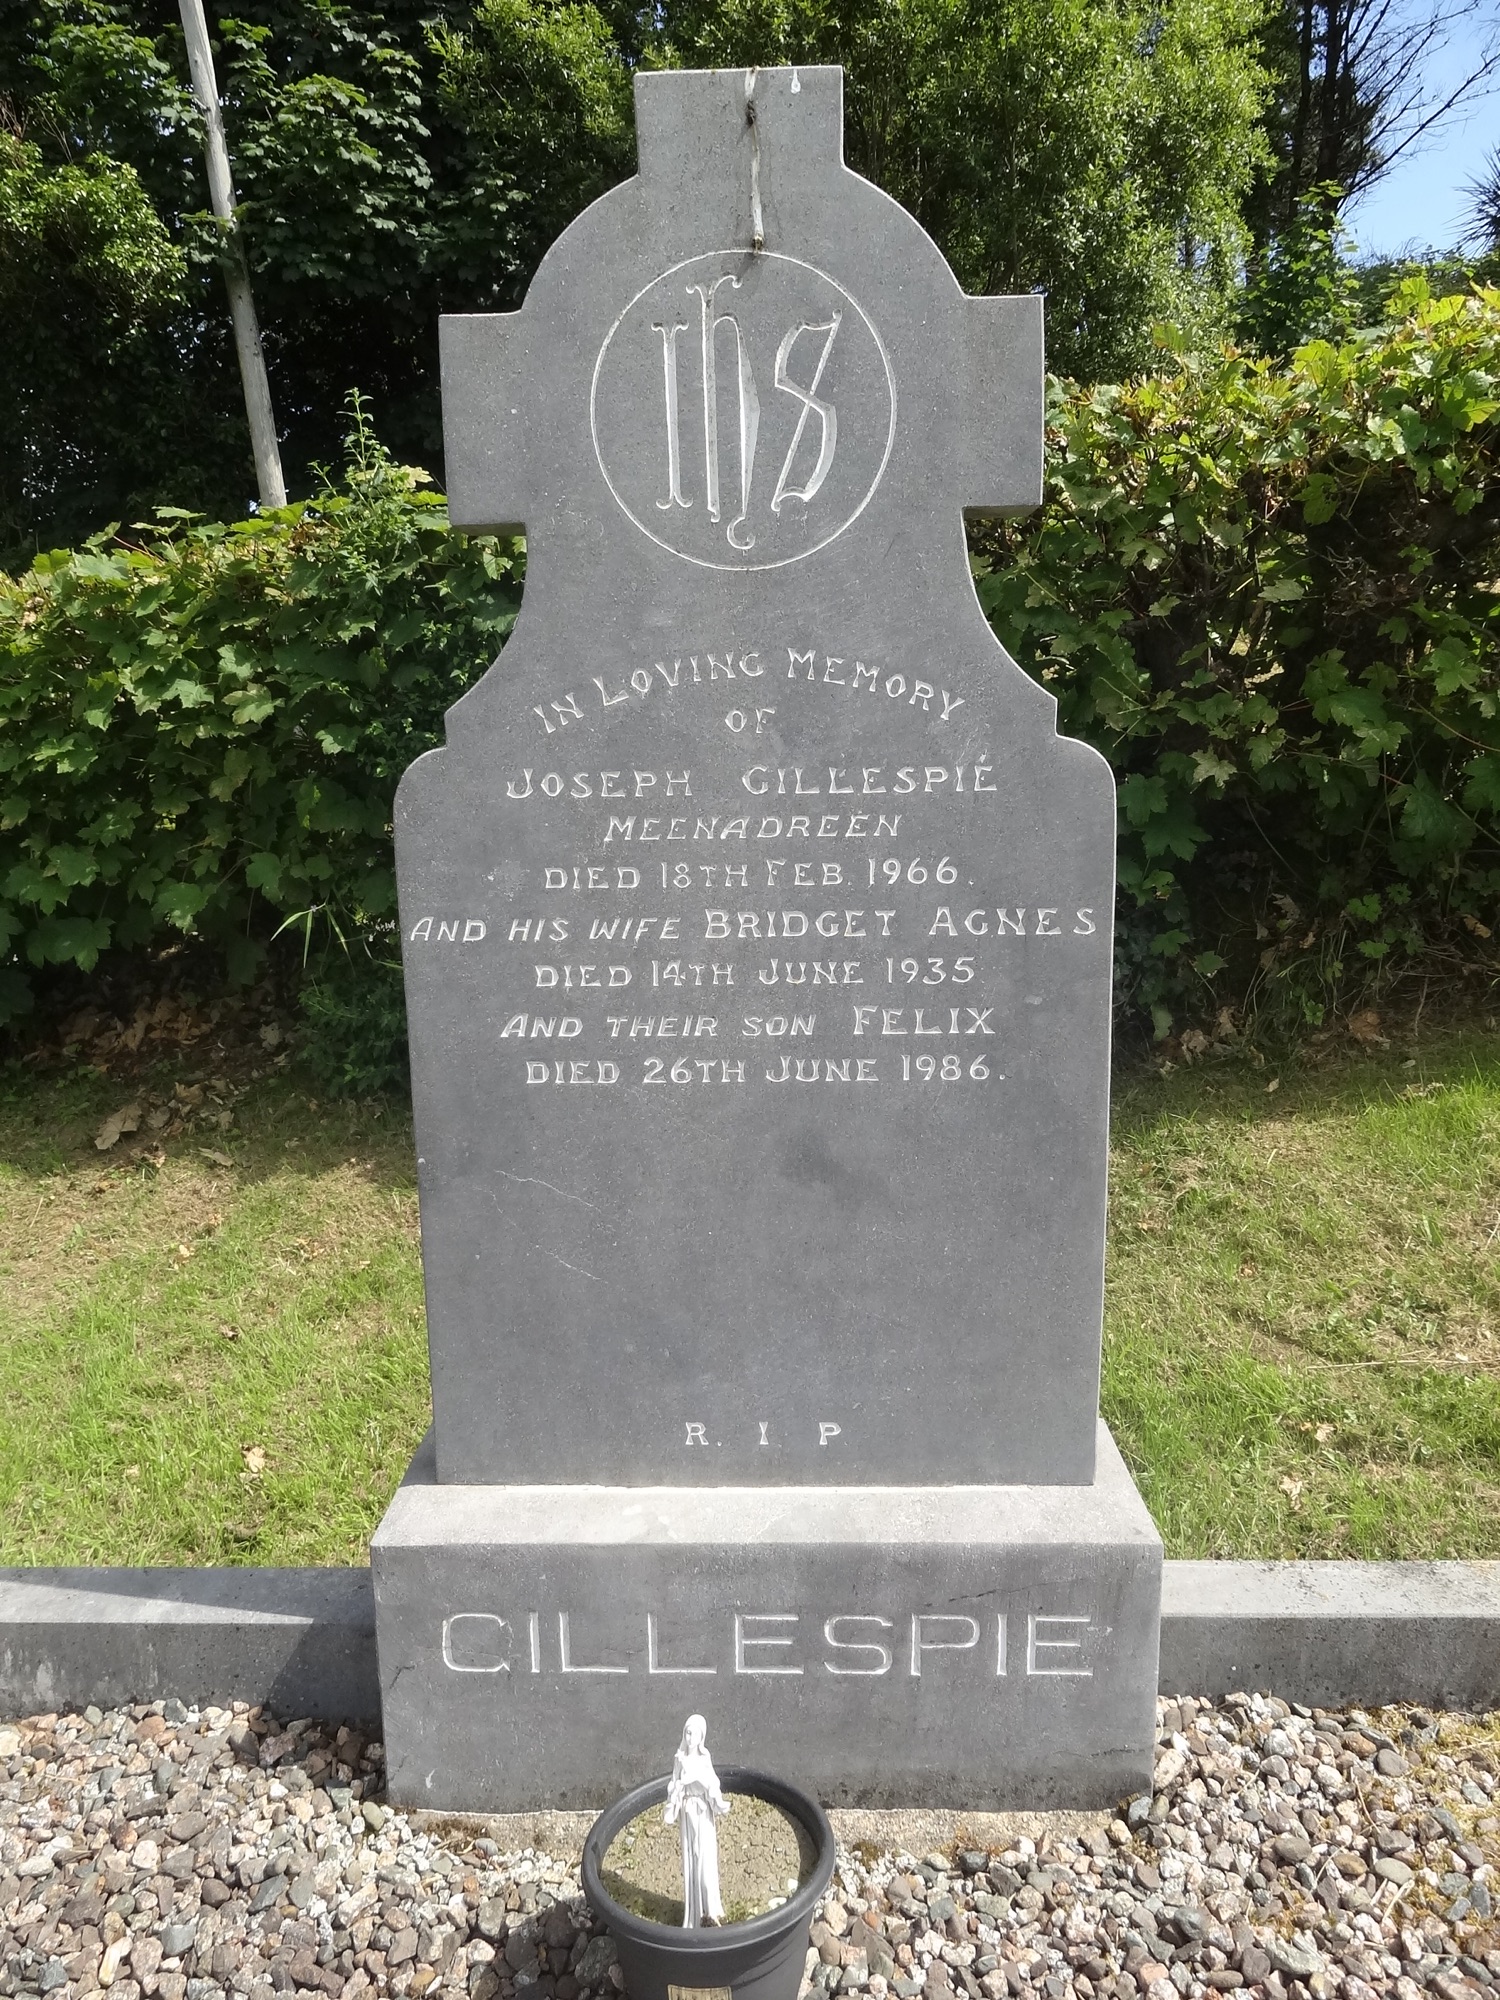 IHS
IN LOVING MEMORY
OF
JOSEPH GILLESPIE
MEENADREEN
DIED 18TH FEB. 1966.
AND HIS WIFE BRIDGET AGNES
DIED 14TH JUNE 1935
AND THEIR SON FELIX
DIED 26TH JUNE 1986.
R. I P
GILLESPIE